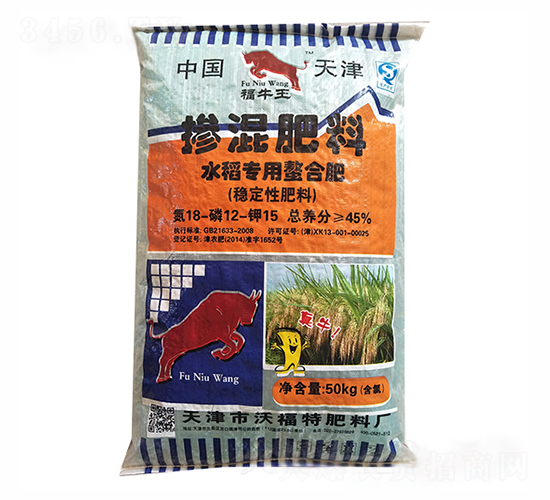 中国 天津
TM
Fu Niu Wang
福牛王
掺混肥料
水稻专用螯合肥
(稳定性肥料)
氮18-磷12-钾15 总养分≥45%
执行标准: GB21633-2008 许可证号: (津)XK13-001-00025
登记证号: 津农肥(2014)准字1652号
真牛!
Fu Niu Wang
净含量:50kg(含氯)
天津市沃福特肥料厂